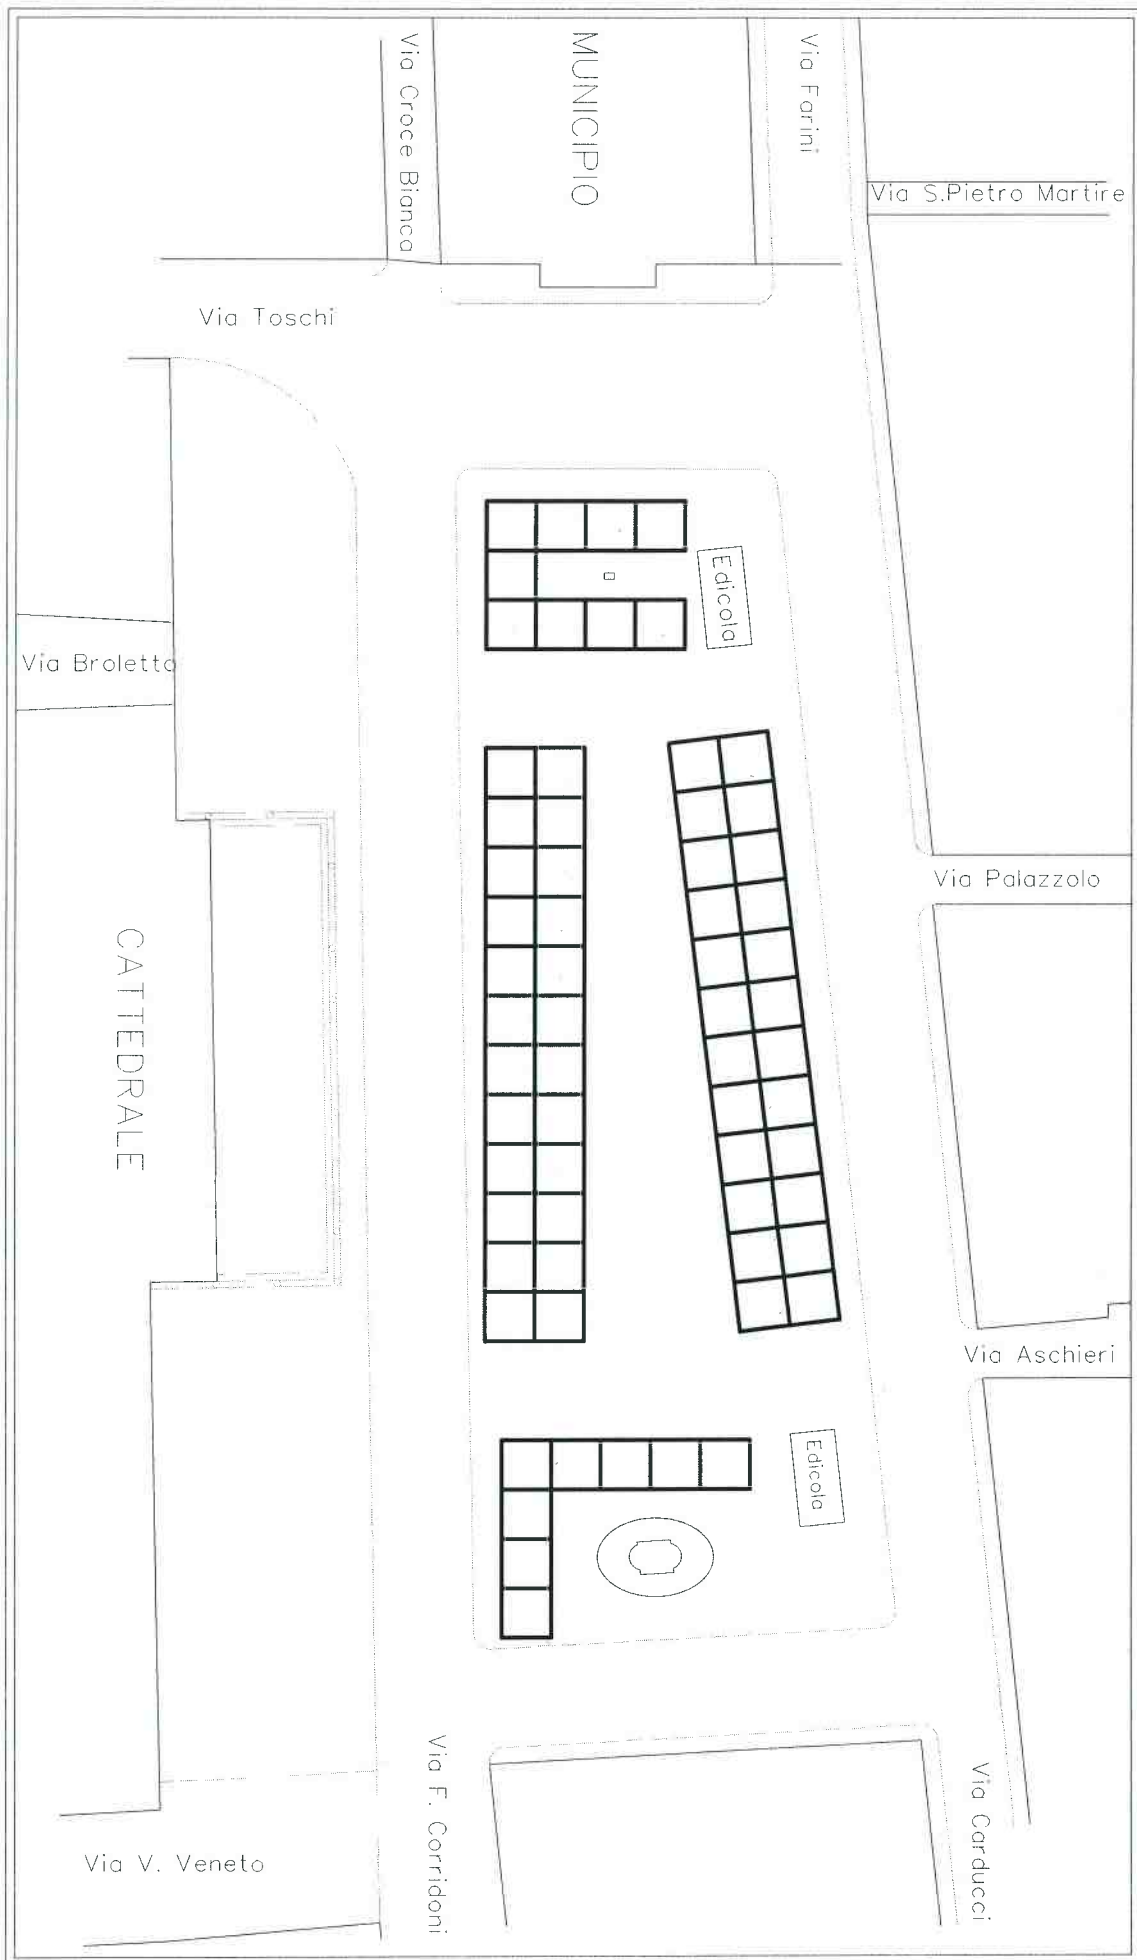 Via Croce Bianca
MUNICIPIO
Via Farini
Via S.Pietro Martire
Via Toschi
Edicola
Via Broletto
Via Palazzolo
CATTEDRALE
Via Aschieri
Edicola
Via F. Corridoni
Via Carducci
Via V. Veneto